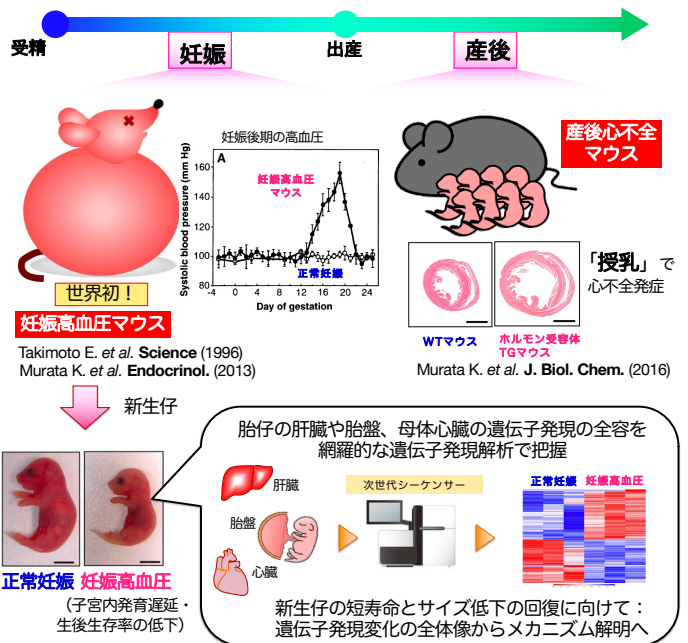 受精
妊娠
出産
産後
妊娠後期の高血圧
A
Systolic blood pressure (mm Hg)
160
140
120
100
80
妊娠高血圧
マウス
正常妊娠
-4 0 4 8 12 16 20 24
Day of gestation
世界初！
妊娠高血圧マウス
Takimoto E. et al. Science (1996)
Murata K. et al. Endocrinol. (2013)
産後心不全
マウス
「授乳」で
心不全発症
WTマウス
ホルモン受容体
TGマウス
Murata K. et al. J. Biol. Chem. (2016)
新生仔
正常妊娠 妊娠高血圧
（子宮内発育遅延・
生後生存率の低下）
胎仔の肝臓や胎盤、母体心臓の遺伝子発現の全容を
網羅的な遺伝子発現解析で把握
肝臓
胎盤
心臓
次世代シーケンサー
正常妊娠 妊娠高血圧
新生仔の短寿命とサイズ低下の回復に向けて：
遺伝子発現変化の全体像からメカニズム解明へ